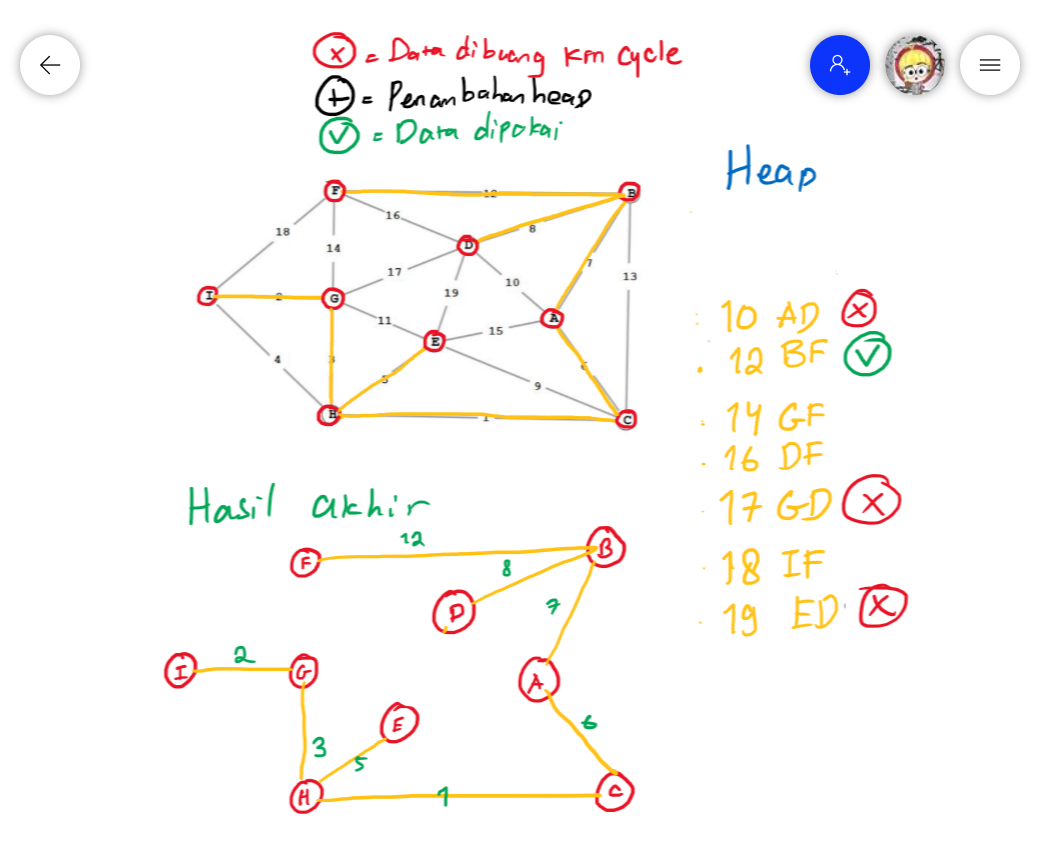 X = Data dibuang krn cycle
+ = Penambahan heap
V = Data dipakai
Heap
F 12 B
16 8
18 D
14 7
17 10 13
19
I 2 G
11 A
15
E
4 3 6
5 9
H 1 C
10 AD X
12 BF V
14 GF
16 DF
17 GD X
18 IF
19 ED X
Hasil akhir
F 12 B
8
D 7
I 2 G
A
E 6
3 5
H 1 C